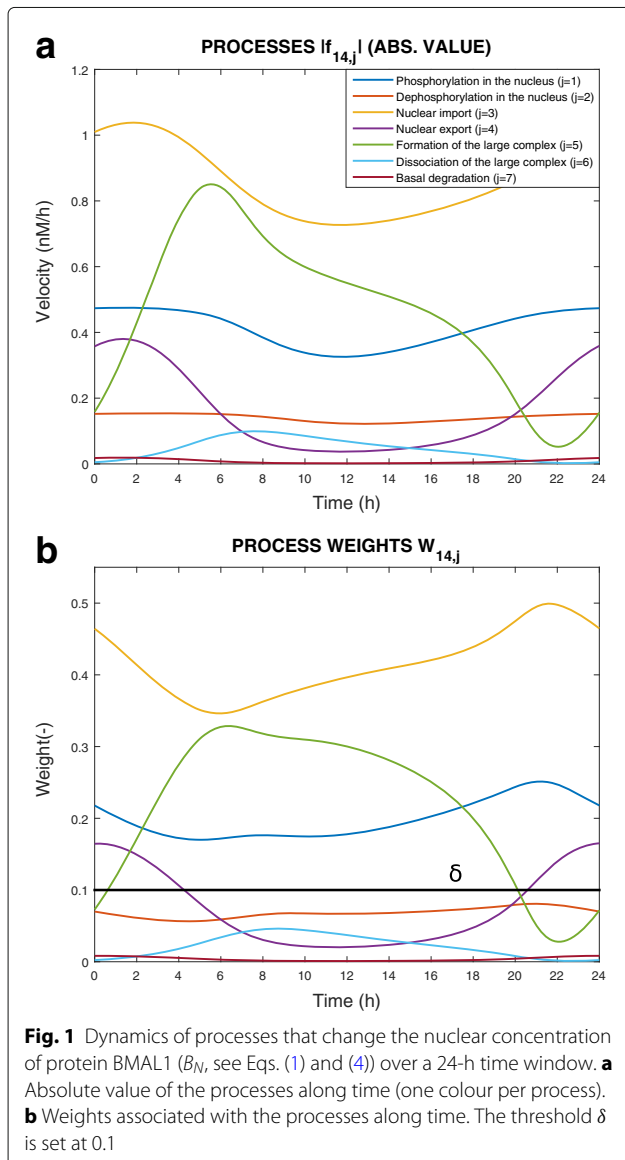 a
PROCESSES |f14,j| (ABS. VALUE)
1.2
1
0.8
0.6
0.4
0.2
0
Velocity (nM/h)
Phosphorylation in the nucleus (j=1)
Dephosphorylation in the nucleus (j=2)
Nuclear import (j=3)
Nuclear export (j=4)
Formation of the large complex (j=5)
Dissociation of the large complex (j=6)
Basal degradation (j=7)
0 2 4 6 8 10 12 14 16 18 20 22 24
Time (h)
b
PROCESS WEIGHTS W14,j
0.5
0.4
0.3
0.2
0.1
0
Weight(-)
δ
0 2 4 6 8 10 12 14 16 18 20 22 24
Time (h)
Fig. 1 Dynamics of processes that change the nuclear concentration
of protein BMAL1 (BN, see Eqs. (1) and (4)) over a 24-h time window. a
Absolute value of the processes along time (one colour per process).
b Weights associated with the processes along time. The threshold δ
is set at 0.1